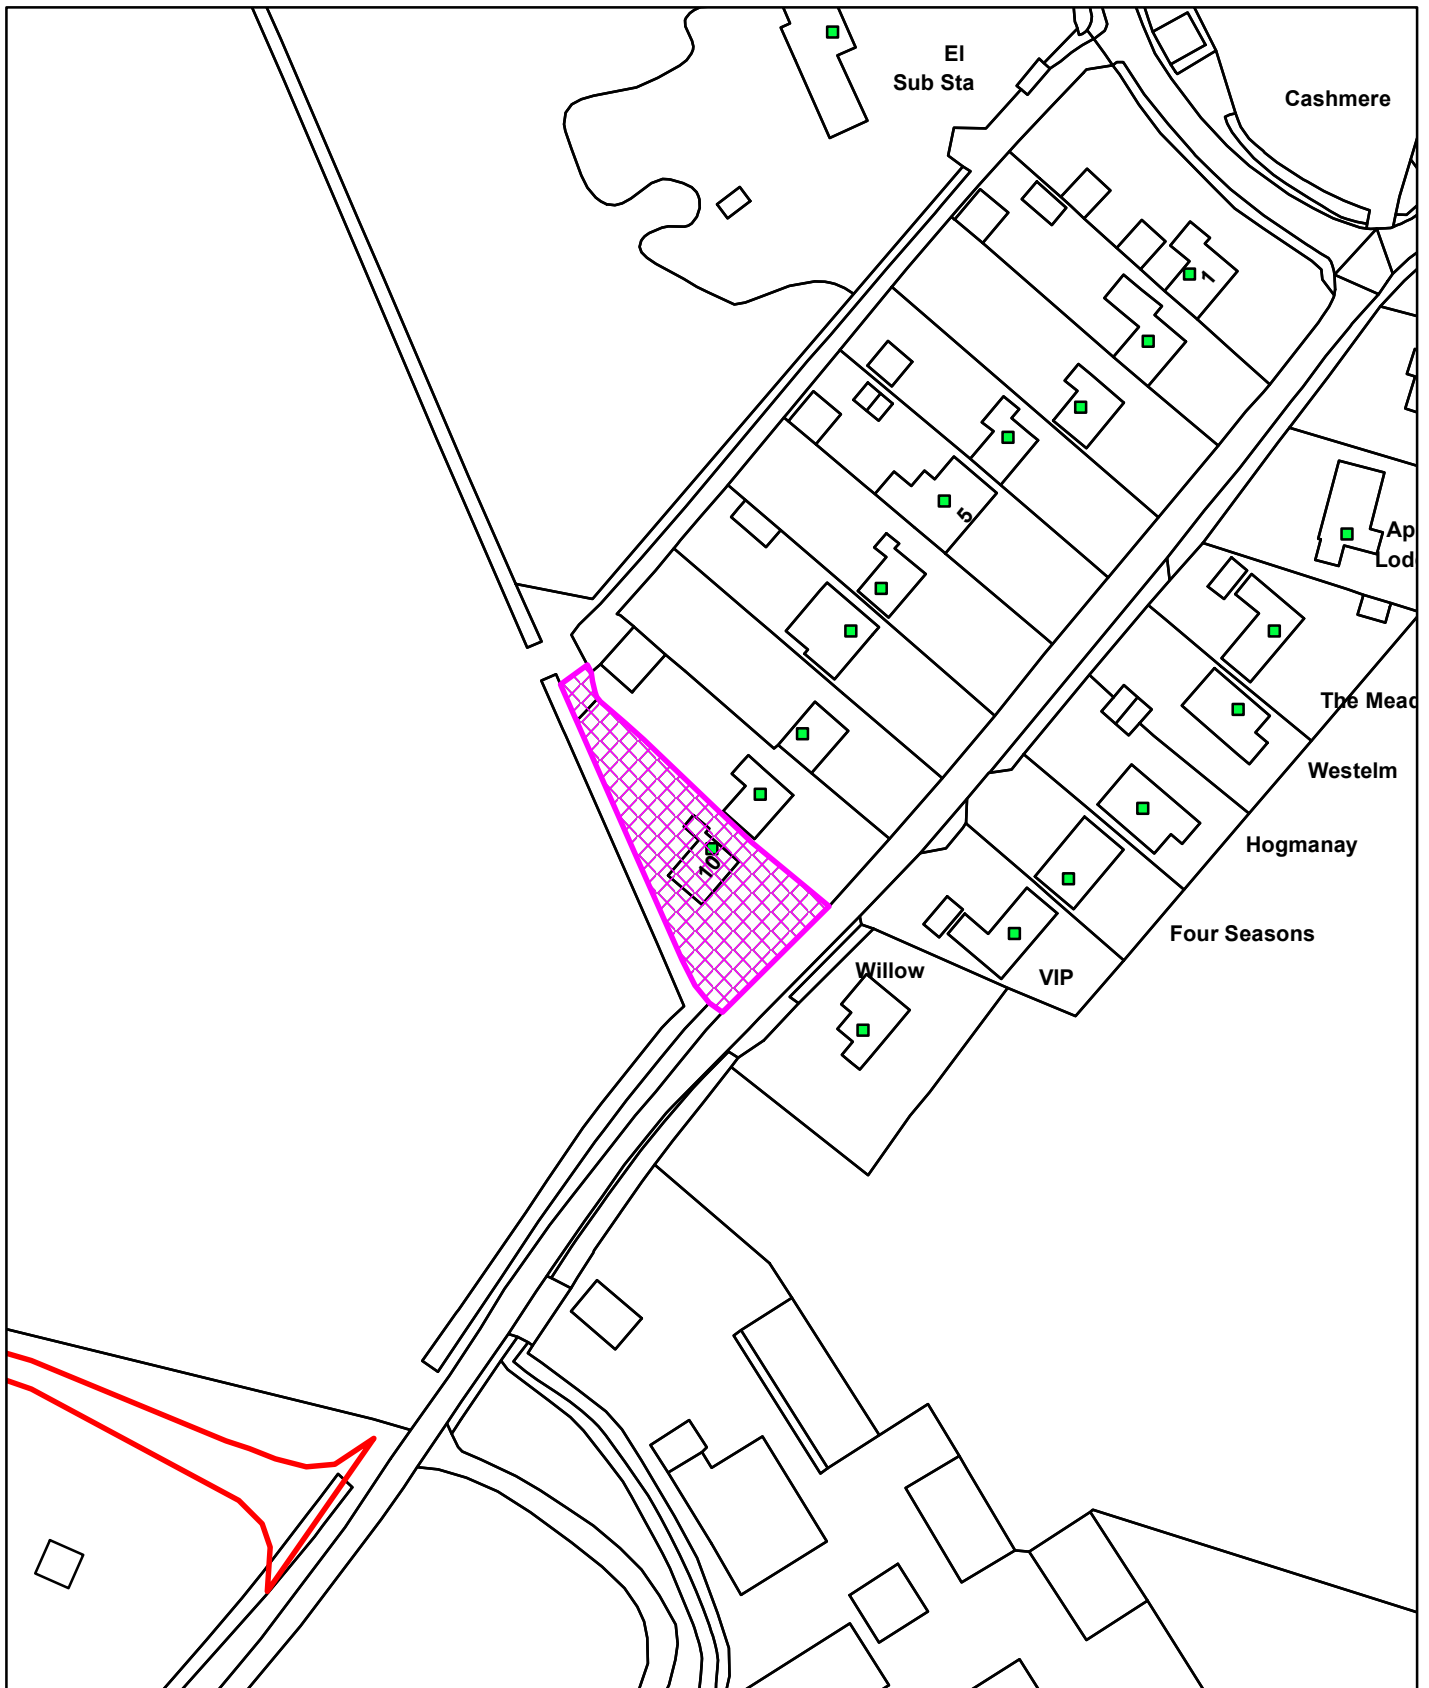 El
Sub Sta
Cashmere
1
5
Ap
Lod
The Mead
Westelm
Hogmanay
10
Four Seasons
Willow
VIP